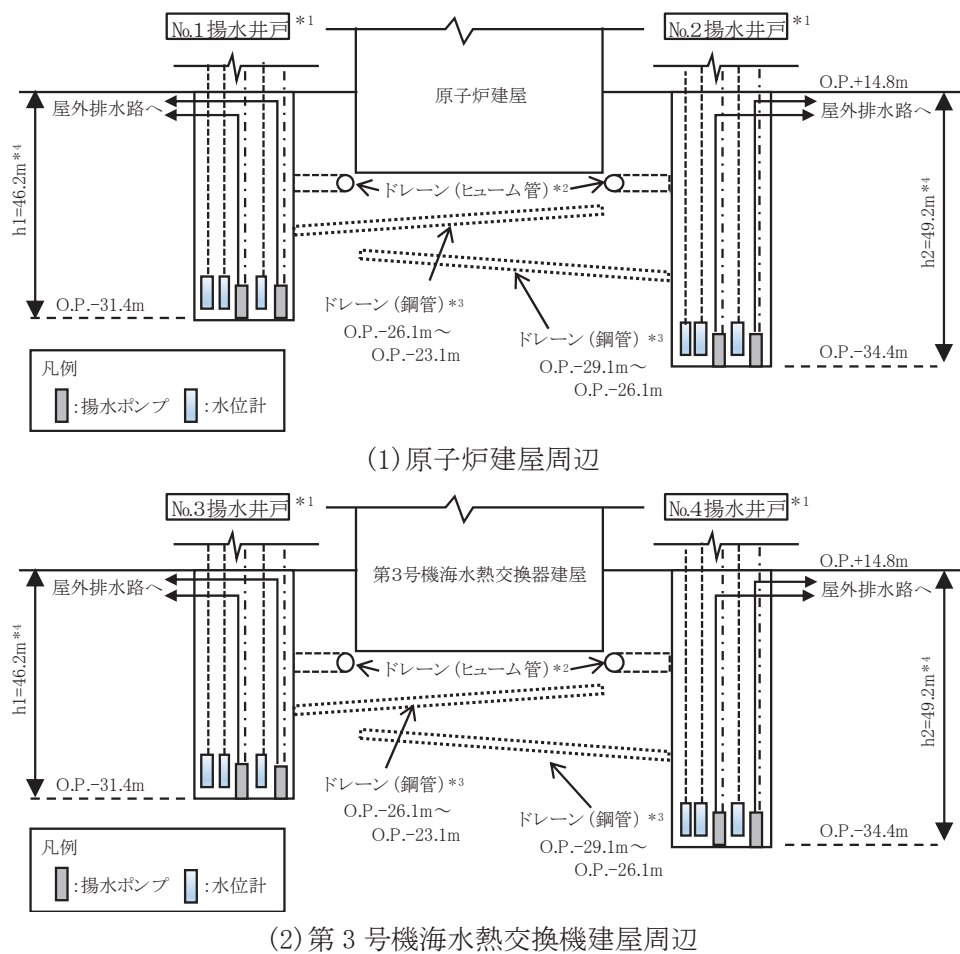 №1揚水井戸*1
№2揚水井戸*1
原子炉建屋
O.P.+14.8m
屋外排水路へ
屋外排水路へ
h1=46.2m*4
h2=49.2m*4
ドレーン(ヒューム管)*2
ドレーン(鋼管)*3
O.P.-26.1m～
O.P.-23.1m
ドレーン(鋼管)*3
O.P.-29.1m～
O.P.-26.1m
O.P.-31.4m
O.P.-34.4m
凡例
:揚水ポンプ :水位計
(1)原子炉建屋周辺
№3揚水井戸*1
№4揚水井戸*1
第3号機海水熱交換器建屋
O.P.+14.8m
屋外排水路へ
屋外排水路へ
h1=46.2m*4
h2=49.2m*4
ドレーン(ヒューム管)*2
ドレーン(鋼管)*3
O.P.-26.1m～
O.P.-23.1m
ドレーン(鋼管)*3
O.P.-29.1m～
O.P.-26.1m
O.P.-31.4m
O.P.-34.4m
凡例
:揚水ポンプ :水位計
(2)第3号機海水熱交換機建屋周辺